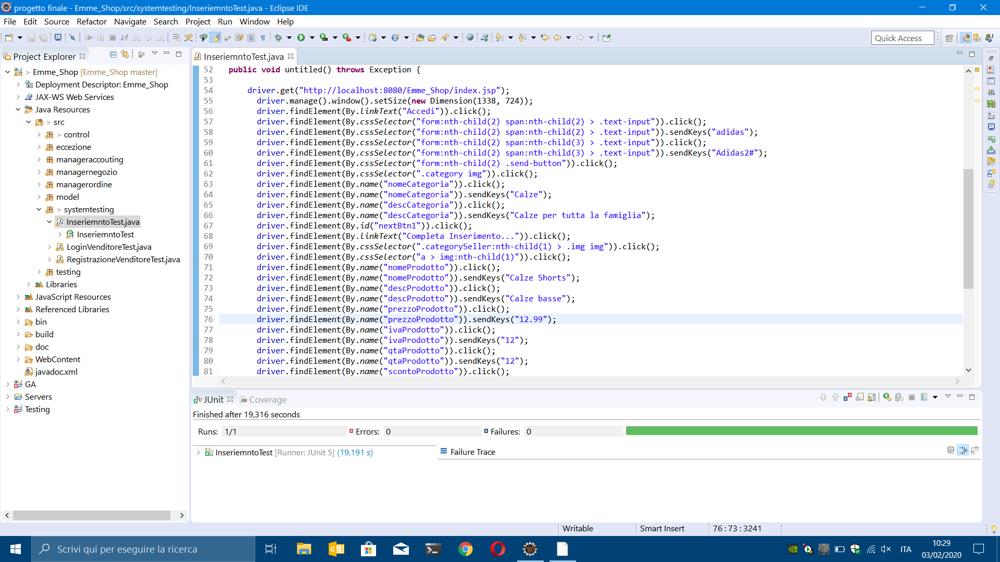 progetto finale - Emme_Shop/src/systemtesting/InseriemntoTest.java - Eclipse IDE
File Edit Source Refactor Navigate Search Project Run Window Help
Quick Access
Project Explorer
> Emme_Shop [Emme_Shop master]
Deployment Descriptor: Emme_Shop
JAX-WS Web Services
Java Resources
> src
> control
eccezione
manageraccouting
managernegozio
managerordine
model
> systemtesting
InseriemntoTest.java
InseriemntoTest
LoginVenditoreTest.java
RegistrazioneVenditoreTest.java
testing
Libraries
JavaScript Resources
Referenced Libraries
bin
build
doc
WebContent
javadoc.xml
GA
Servers
Testing
InseriemntoTest.java
52 public void untitled() throws Exception {
53
54 driver.get("http://localhost:8080/Emme_Shop/index.jsp");
55 driver.manage().window().setSize(new Dimension(1338, 724));
56 driver.findElement(By.linkText("Accedi")).click();
57 driver.findElement(By.cssSelector("form:nth-child(2) span:nth-child(2) > .text-input")).click();
58 driver.findElement(By.cssSelector("form:nth-child(2) span:nth-child(2) > .text-input")).sendKeys("adidas");
59 driver.findElement(By.cssSelector("form:nth-child(2) span:nth-child(3) > .text-input")).click();
60 driver.findElement(By.cssSelector("form:nth-child(2) span:nth-child(3) > .text-input")).sendKeys("Adidas2#");
61 driver.findElement(By.cssSelector("form:nth-child(2) .send-button")).click();
62 driver.findElement(By.cssSelector(".category img")).click();
63 driver.findElement(By.name("nomeCategoria")).click();
64 driver.findElement(By.name("nomeCategoria")).sendKeys("Calze");
65 driver.findElement(By.name("descCategoria")).click();
66 driver.findElement(By.name("descCategoria")).sendKeys("Calze per tutta la famiglia");
67 driver.findElement(By.id("nextBtn1")).click();
68 driver.findElement(By.linkText("Completa Inserimento...")).click();
69 driver.findElement(By.cssSelector(".categorySeller:nth-child(1) > .img img")).click();
70 driver.findElement(By.cssSelector("a > img:nth-child(1)")).click();
71 driver.findElement(By.name("nomeProdotto")).click();
72 driver.findElement(By.name("nomeProdotto")).sendKeys("Calze Shorts");
73 driver.findElement(By.name("descProdotto")).click();
74 driver.findElement(By.name("descProdotto")).sendKeys("Calze basse");
75 driver.findElement(By.name("prezzoProdotto")).click();
76 driver.findElement(By.name("prezzoProdotto")).sendKeys("12.99");
77 driver.findElement(By.name("ivaProdotto")).click();
78 driver.findElement(By.name("ivaProdotto")).sendKeys("12");
79 driver.findElement(By.name("qtaProdotto")).click();
80 driver.findElement(By.name("qtaProdotto")).sendKeys("12");
81 driver.findElement(By.name("scontoProdotto")).click();
JUnit Coverage
Finished after 19,316 seconds
Runs: 1/1 Errors: 0 Failures: 0
InseriemntoTest [Runner: JUnit 5] (19,191 s)
Failure Trace
Writable Smart Insert 76 : 73 : 3241
Scrivi qui per eseguire la ricerca
ITA
10:29
03/02/2020